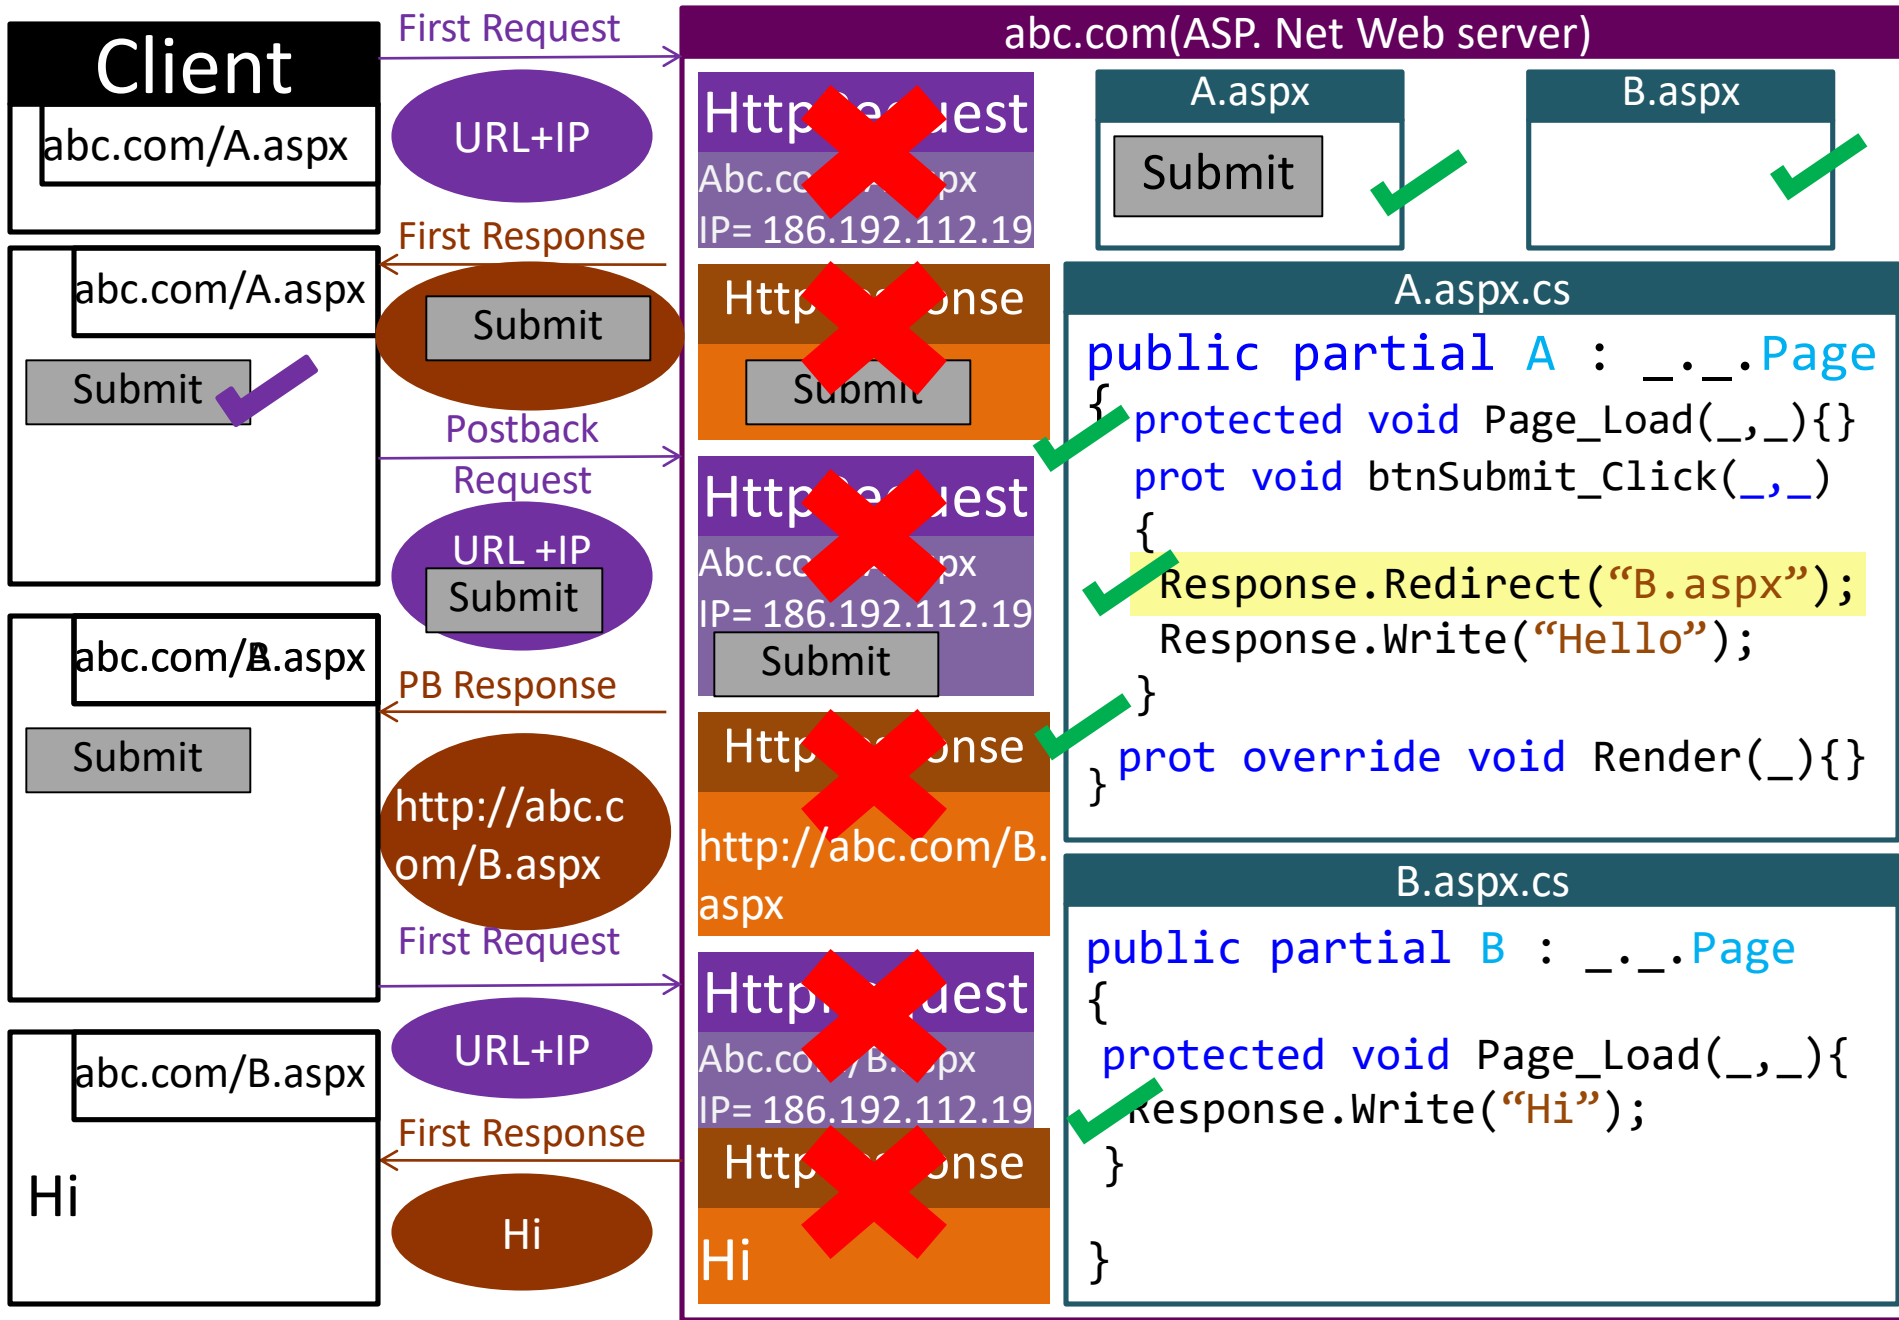 Client
abc.com/A.aspx
abc.com/A.aspx
Submit
abc.com/.aspx
Submit
abc.com/B.aspx
Hi
First Request
URL+IP
First Response
Submit
Postback
Request
URL +IP
Submit
PB Response
http://abc.c
om/B.aspx
First Request
URL+IP
First Response
Hi
abc.com(ASP. Net Web server)
IP= 186.192.112.19
Submit
IP= 186.192.112.19
Submit
http://abc.com/B.
aspx
IP= 186.192.112.19
Hi
A.aspx
Submit
B.aspx
A.aspx.cs
public partial A : _._.Page
{
protected void Page_Load(_,_){}
prot void btnSubmit_Click(_,_)
{
Response.Redirect(“B.aspx”);
Response.Write(“Hello”);
}
prot override void Render(_){}
}
B.aspx.cs
public partial B : _._.Page
{
protected void Page_Load(_,_){
Response.Write(“Hi”);
}
}